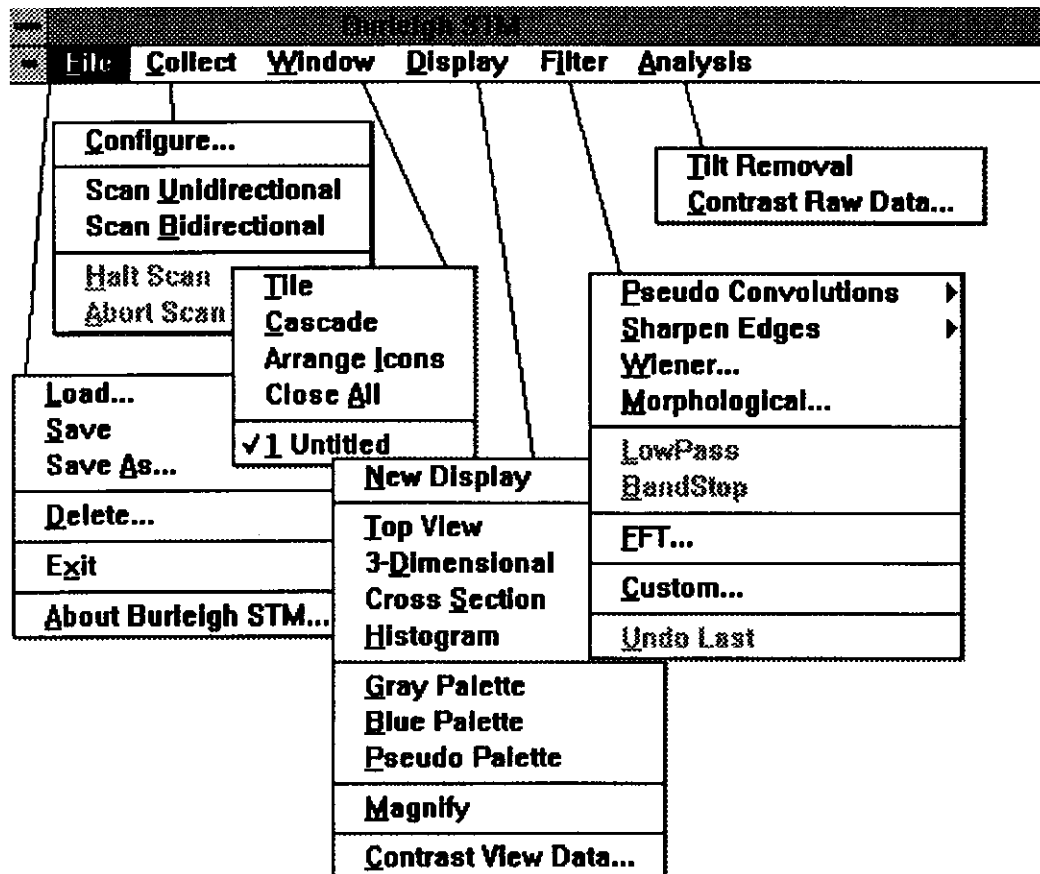 Burleigh STM
File Collect Window Display Filter Analysis
Configure...
Scan Unidirectional
Scan Bidirectional
Halt Scan
Abort Scan
Tilt Removal
Contrast Raw Data...
Tile
Cascade
Arrange Icons
Close All
✓1 Untitled
Pseudo Convolutions
Sharpen Edges
Wiener...
Morphological...
LowPass
BandStop
FFT...
Custom...
Undo Last
Load...
Save
Save As...
Delete...
Exit
About Burleigh STM...
New Display
Top View
3-Dimensional
Cross Section
Histogram
Gray Palette
Blue Palette
Pseudo Palette
Magnify
Contrast View Data...